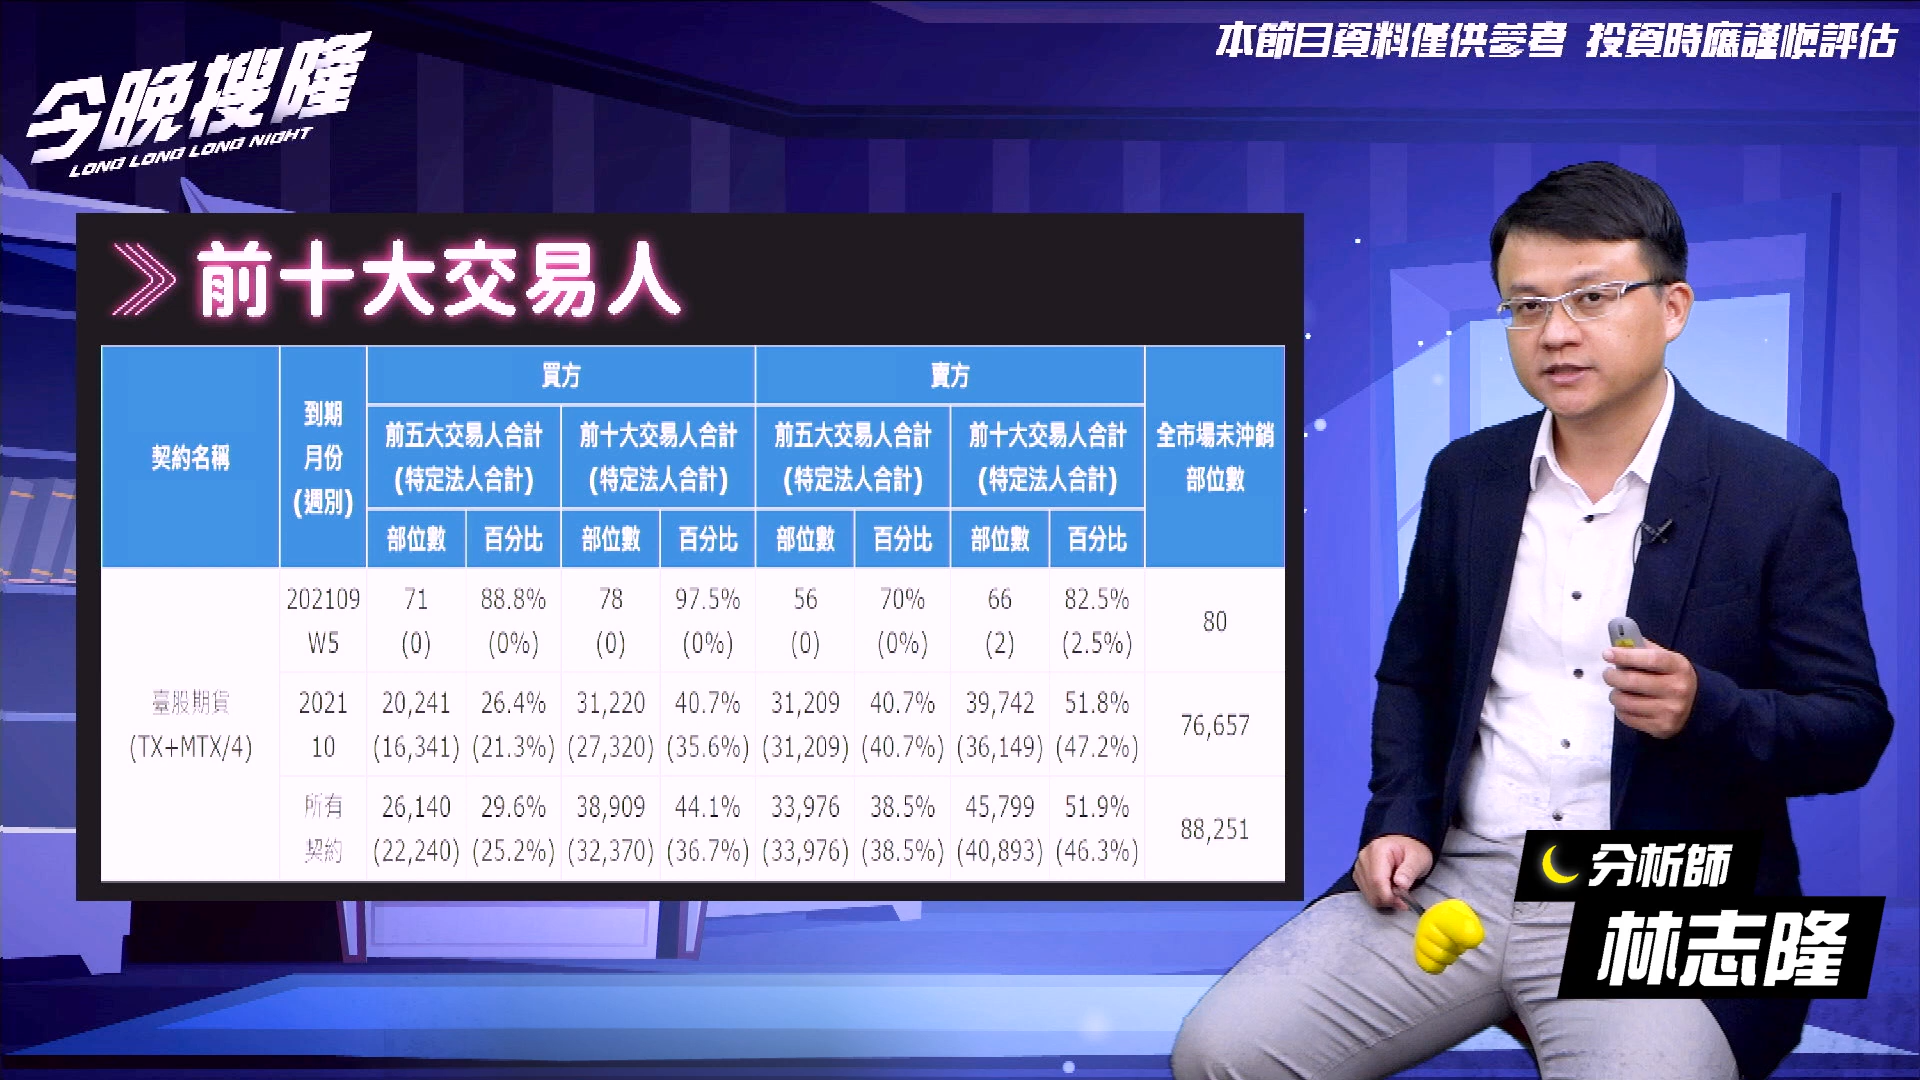 今晚搜隆
LONG LONG LONG NIGHT
本節目資料僅供參考 投資時應謹慎評估
前十大交易人
契約名稱
到期
月份
(週別)
買方
賣方
前五大交易人合計
(特定法人合計)
前十大交易人合計
(特定法人合計)
前五大交易人合計
(特定法人合計)
前十大交易人合計
(特定法人合計)
全市場未沖銷
部位數
部位數 百分比 部位數 百分比 部位數 百分比 部位數 百分比
臺股期貨
(TX+MTX/4)
202109 71 88.8% 78 97.5% 56 70% 66 82.5%
W5 (0) (0%) (0) (0%) (0) (0%) (2) (2.5%)
80
2021 20,241 26.4% 31,220 40.7% 31,209 40.7% 39,742 51.8%
10 (16,341) (21.3%) (27,320) (35.6%) (31,209) (40.7%) (36,149) (47.2%)
76,657
所有 26,140 29.6% 38,909 44.1% 33,976 38.5% 45,799 51.9%
契約 (22,240) (25.2%) (32,370) (36.7%) (33,976) (38.5%) (40,893) (46.3%)
88,251
分析師
林志隆